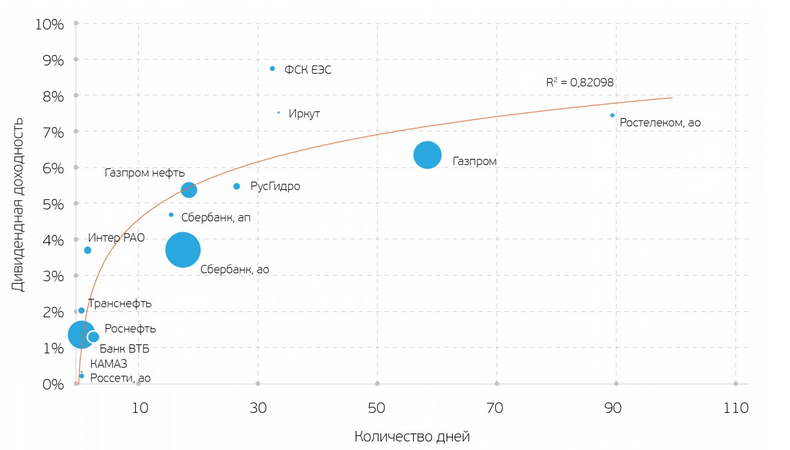 10%
9%
ФСК ЕЭС
R² = 0,82098
8%
Иркут
Ростелеком, ао
7%
Газпром
6%
Газпром нефть
РусГидро
5%
Сбербанк, ап
4%
Интер РАО
Сбербанк, ао
3%
Транснефть
2%
Роснефть
1%
Банк ВТБ
КАМАЗ
Россети, ао
0%
10
30
50
70
90
110
Количество дней
Дивидендная доходность